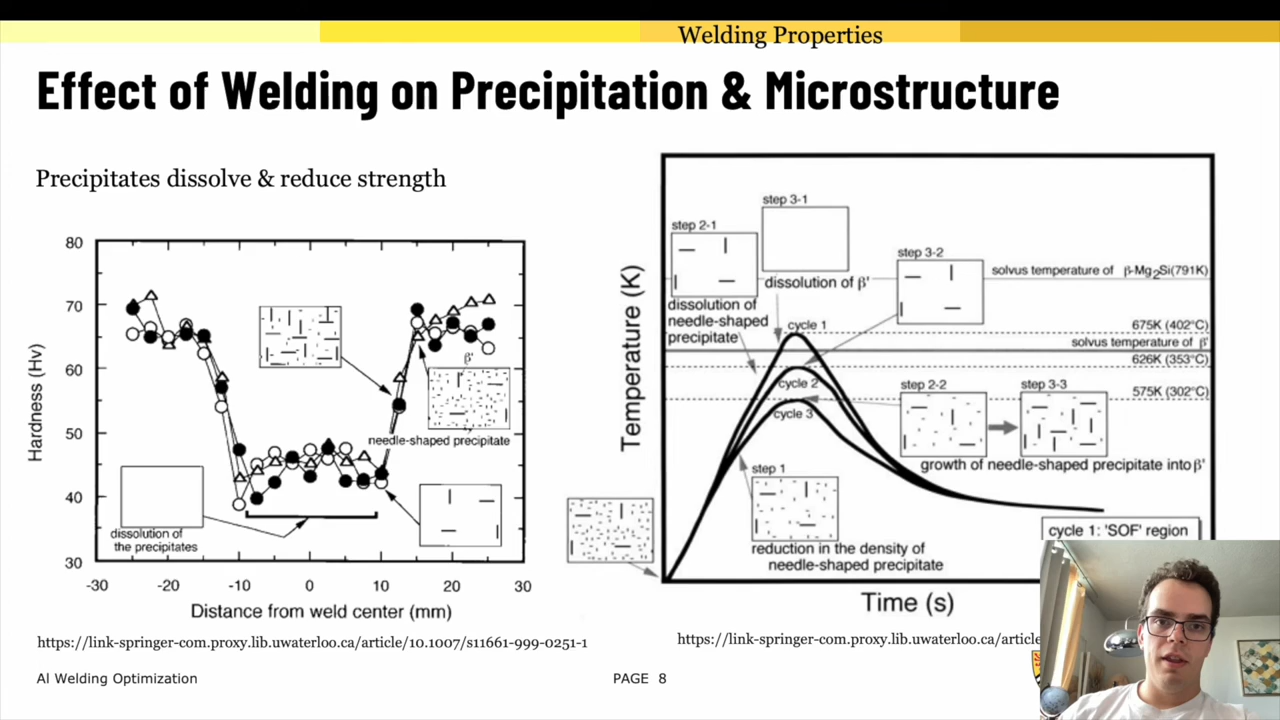 Welding Properties
Effect of Welding on Precipitation & Microstructure
Precipitates dissolve & reduce strength
80
70
60
50
40
30
Hardness (Hv)
-30
-20
-10
0
10
20
30
Distance from weld center (mm)
β'
needle-shaped precipitate
dissolution of
the precipitates
https://link-springer-com.proxy.lib.uwaterloo.ca/article/10.1007/s11661-999-0251-1
Temperature (K)
step 3-1
step 2-1
step 3-2
solvus temperature of β-Mg2Si(791K)
dissolution of β'
dissolution of
needle-shaped
precipitate
cycle 1
675K (402°C)
solvus temperature of β'
626K (353°C)
cycle 2
step 2-2
step 3-3
575K (302°C)
cycle 3
growth of needle-shaped precipitate into β'
step 1
reduction in the density of
needle-shaped precipitate
cycle 1: 'SOF' region
Time (s)
https://link-springer-com.proxy.lib.uwaterloo.ca/article
Al Welding Optimization
PAGE 8